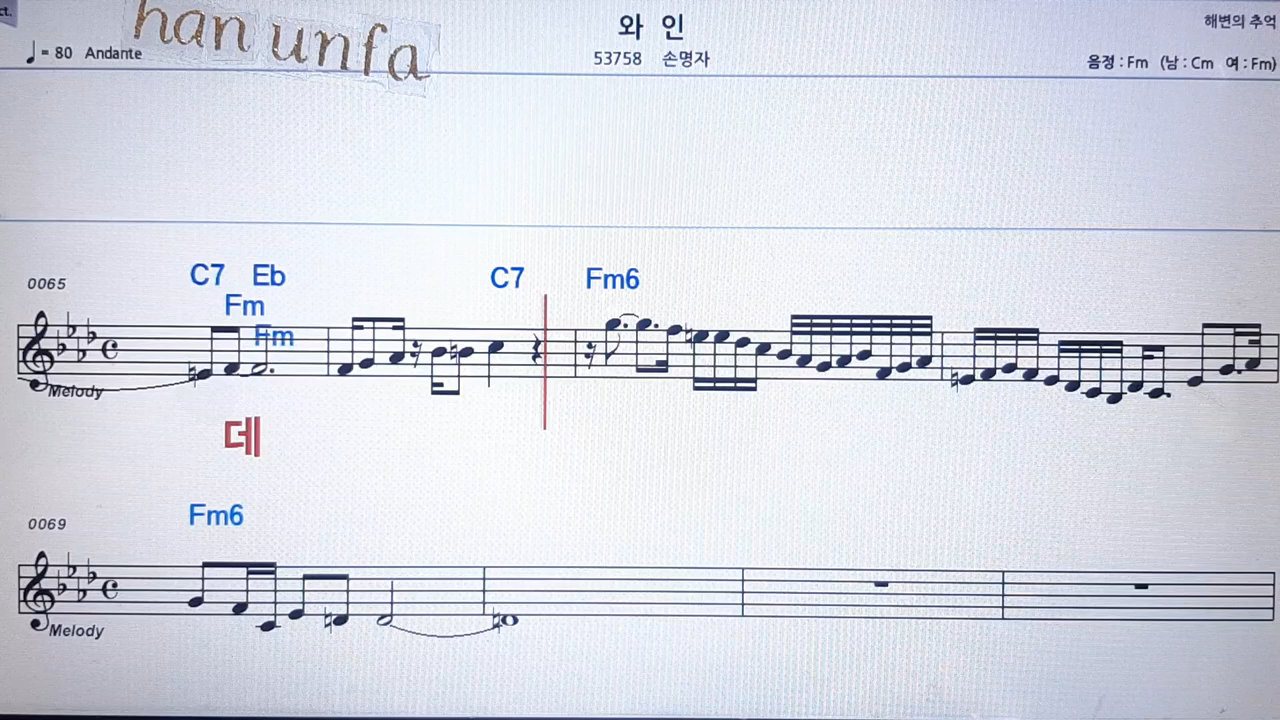 ct.
han unfa
와 인
해변의 추억
♩= 80 Andante
53758 손명자
음정 : Fm (남 : Cm 여 : Fm)
0065
C7 Eb C7 Fm6
Fm
Fm
Melody
데
0069
Fm6
Melody